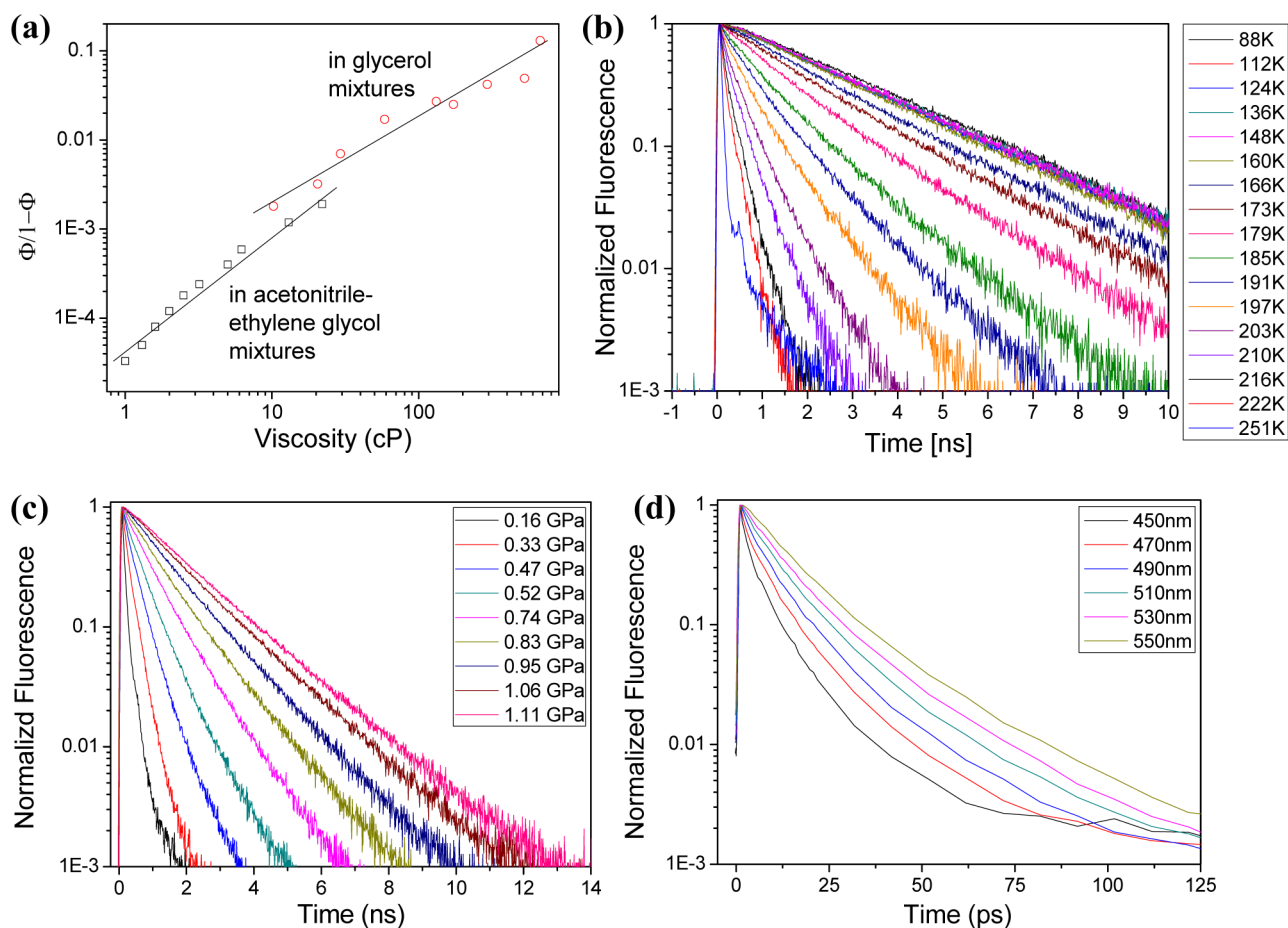 (a)
0.1
0.01
1E-3
1E-4
Φ/1−Φ
in glycerol
mixtures
in acetonitrile-
ethylene glycol
mixtures
1 10 100
Viscosity (cP)
(b)
1
0.1
0.01
1E-3
Normalized Fluorescence
-1 0 1 2 3 4 5 6 7 8 9 10
Time [ns]
88K
112K
124K
136K
148K
160K
166K
173K
179K
185K
191K
197K
203K
210K
216K
222K
251K
(c)
1
0.1
0.01
1E-3
Normalizd Fluorescence
0.16 GPa
0.33 GPa
0.47 GPa
0.52 GPa
0.74 GPa
0.83 GPa
0.95 GPa
1.06 GPa
1.11 GPa
0 2 4 6 8 10 12 14
Time (ns)
(d)
1
0.1
0.01
1E-3
Normalized Fluorescence
450nm
470nm
490nm
510nm
530nm
550nm
0 25 50 75 100 125
Time (ps)